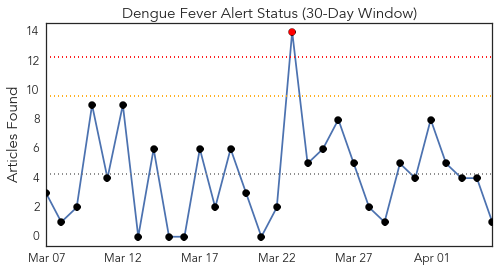 Dengue Fever Alert Status (30-Day Window)
Articles Found
14
12
10
8
6
4
2
0
Mar 07
Mar 12
Mar 17
Mar 22
Mar 27
Apr 01